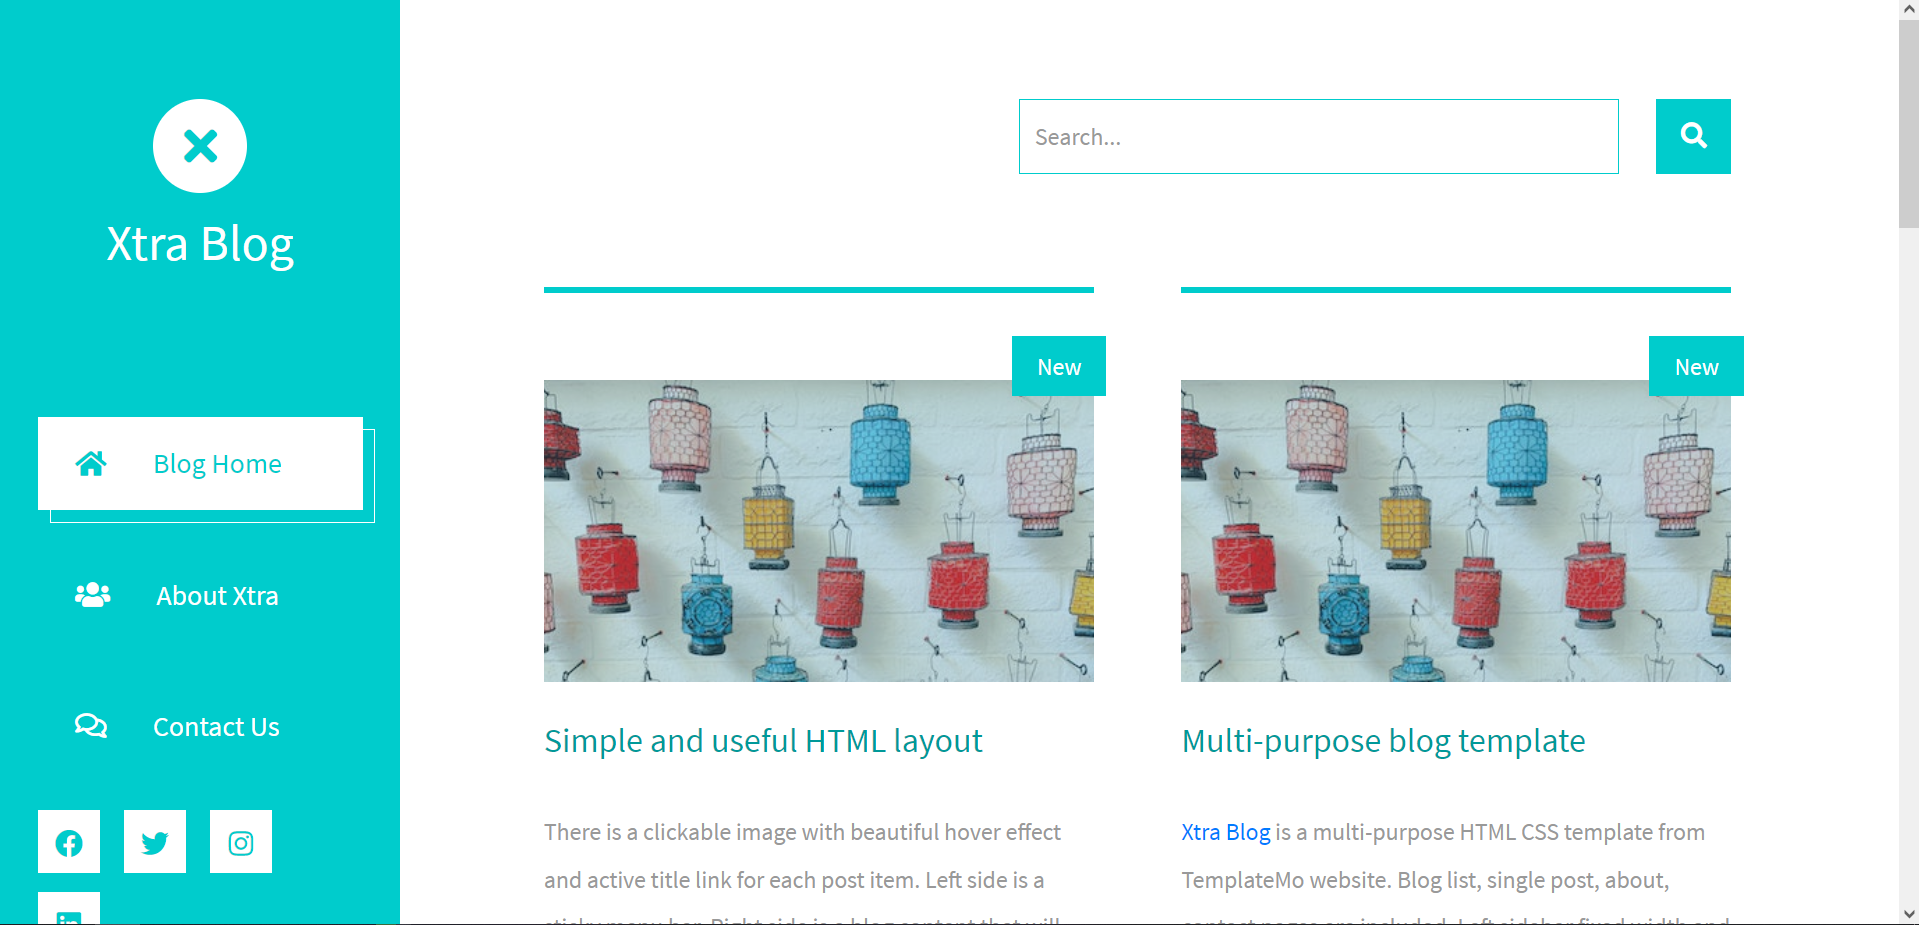 Xtra Blog
Blog Home
About Xtra
Contact Us
Search...
New
Simple and useful HTML layout
There is a clickable image with beautiful hover effect
and active title link for each post item. Left side is a
New
Multi-purpose blog template
Xtra Blog is a multi-purpose HTML CSS template from
TemplateMo website. Blog list, single post, about,